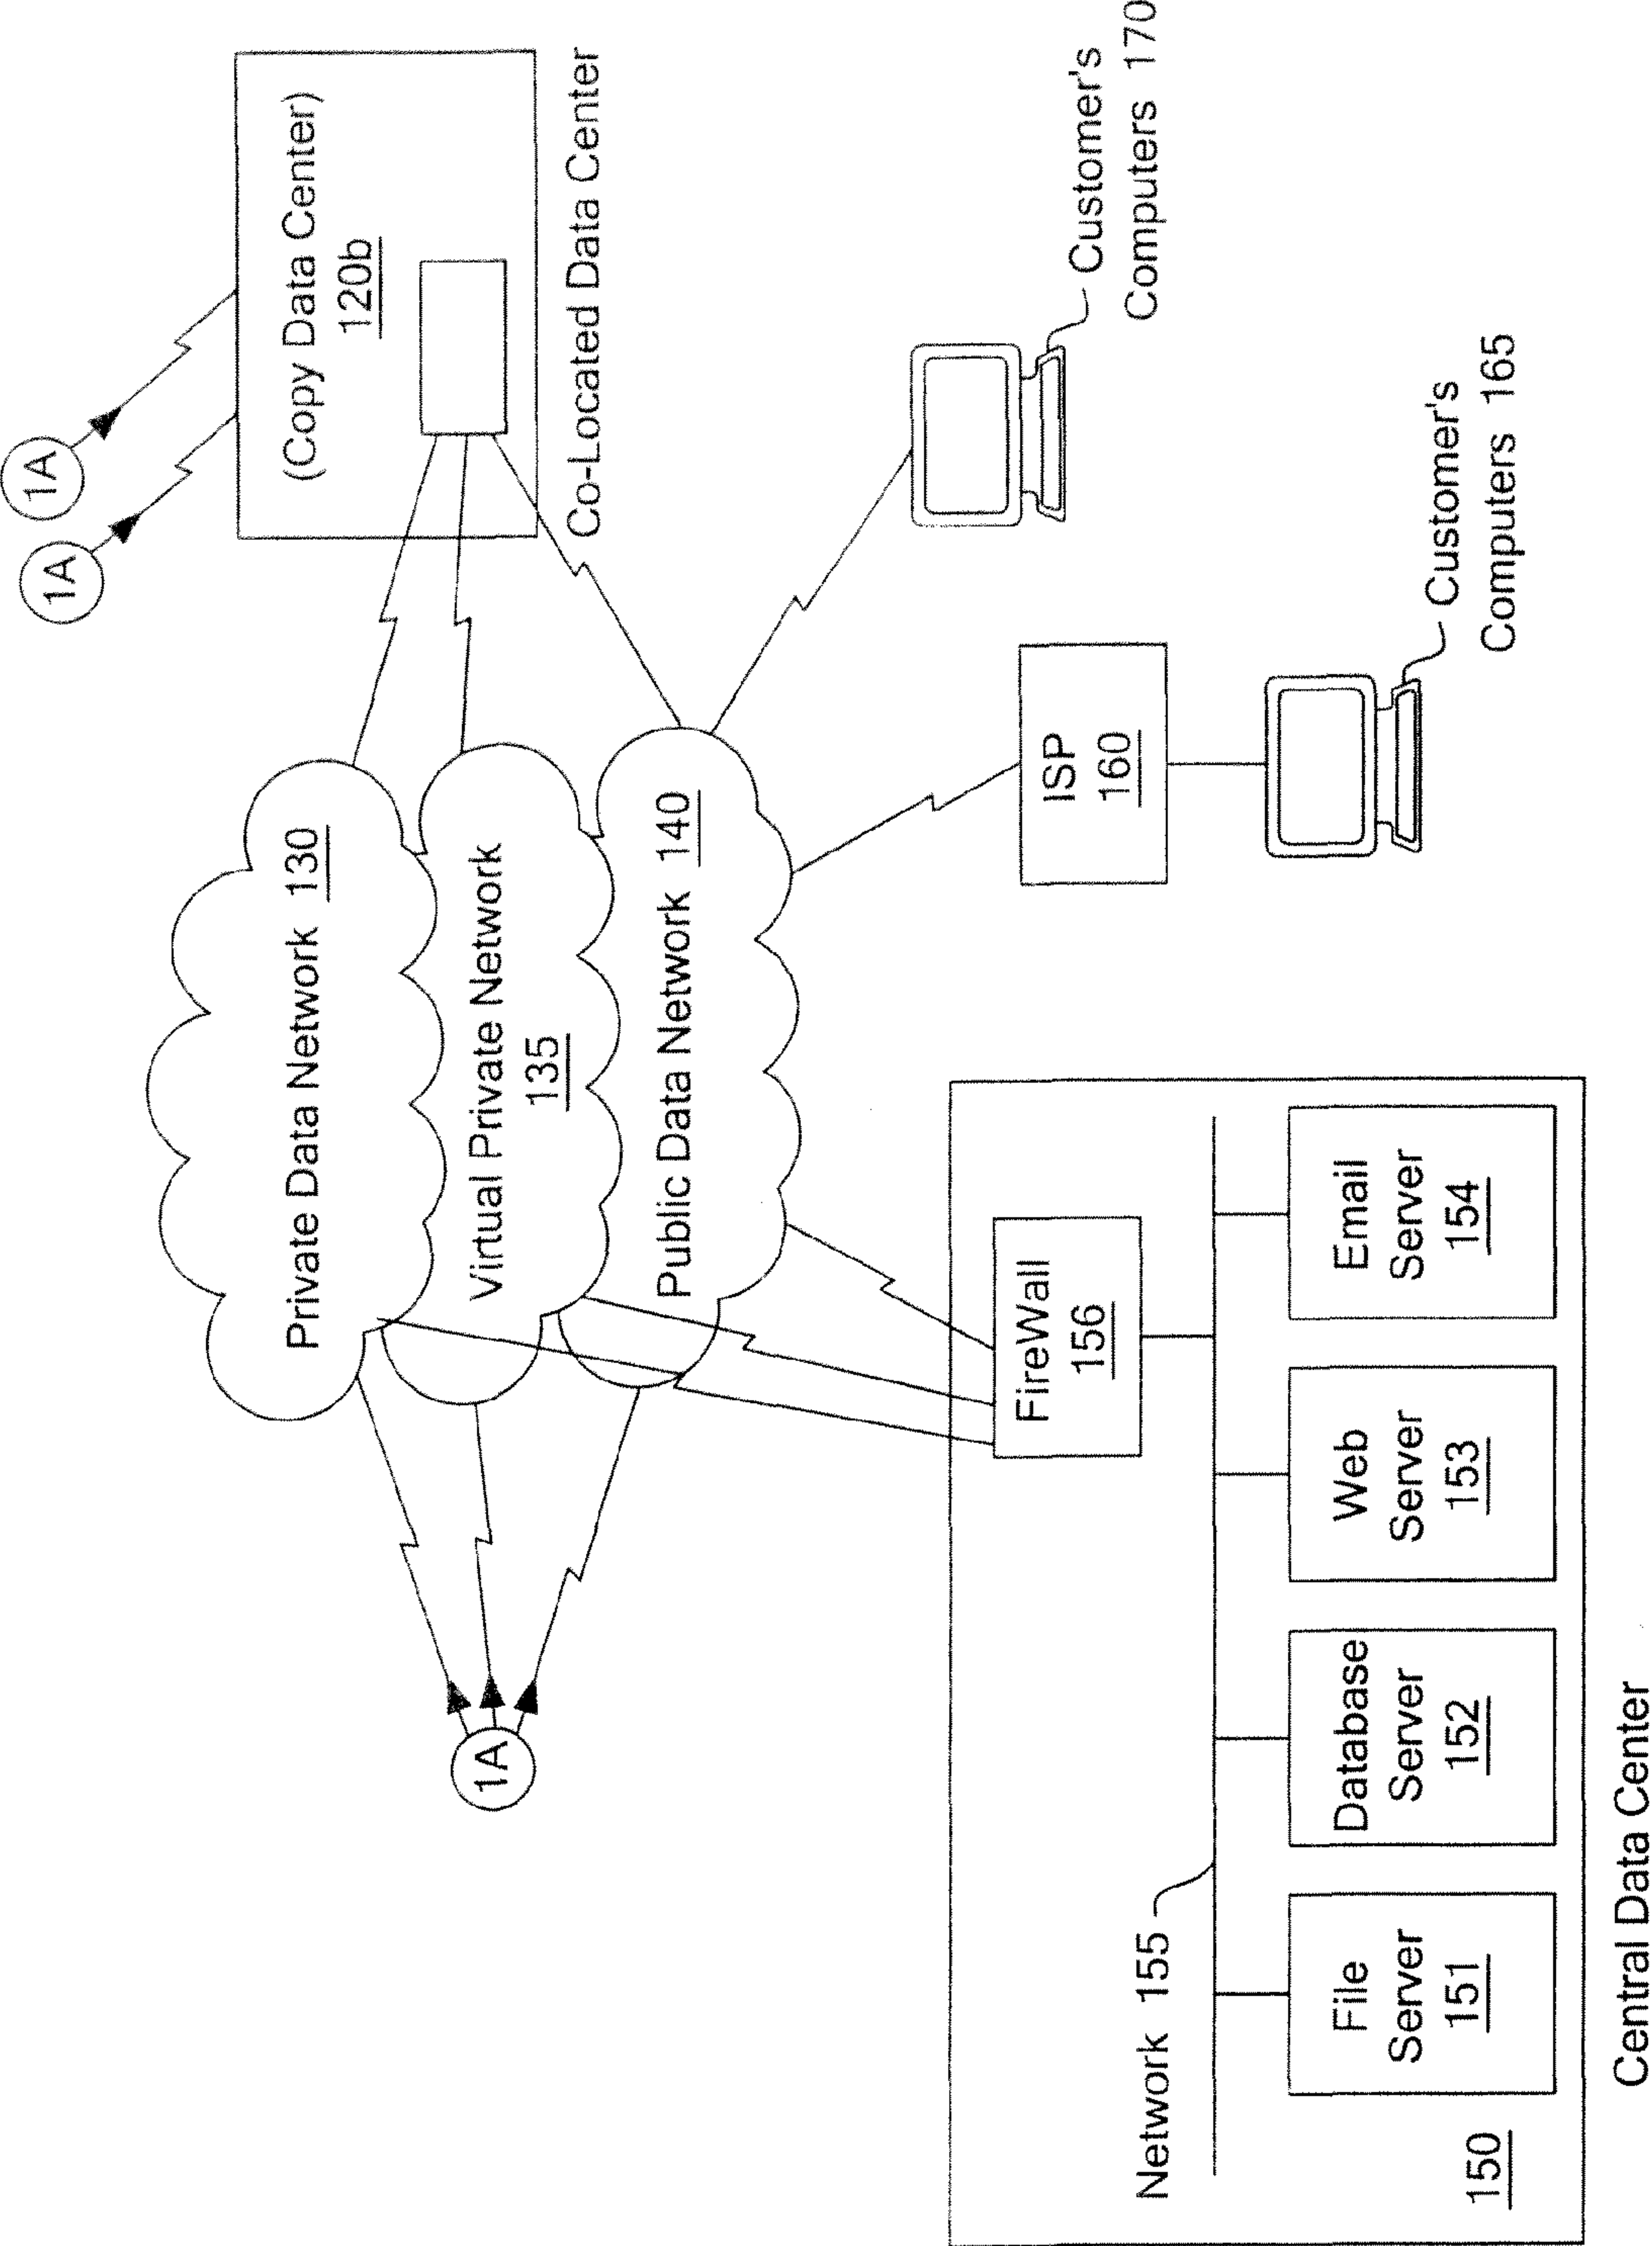 1A
1A
(Copy Data Center)
120b
Co-Located Data Center
Private Data Network 130
Virtual Private Network
135
Public Data Network 140
1A
Customer's
Computers 170
ISP
160
Customer's
Computers 165
FireWall
156
Network 155
File
Server
151
Database
Server
152
Web
Server
153
Email
Server
154
150
Central Data Center